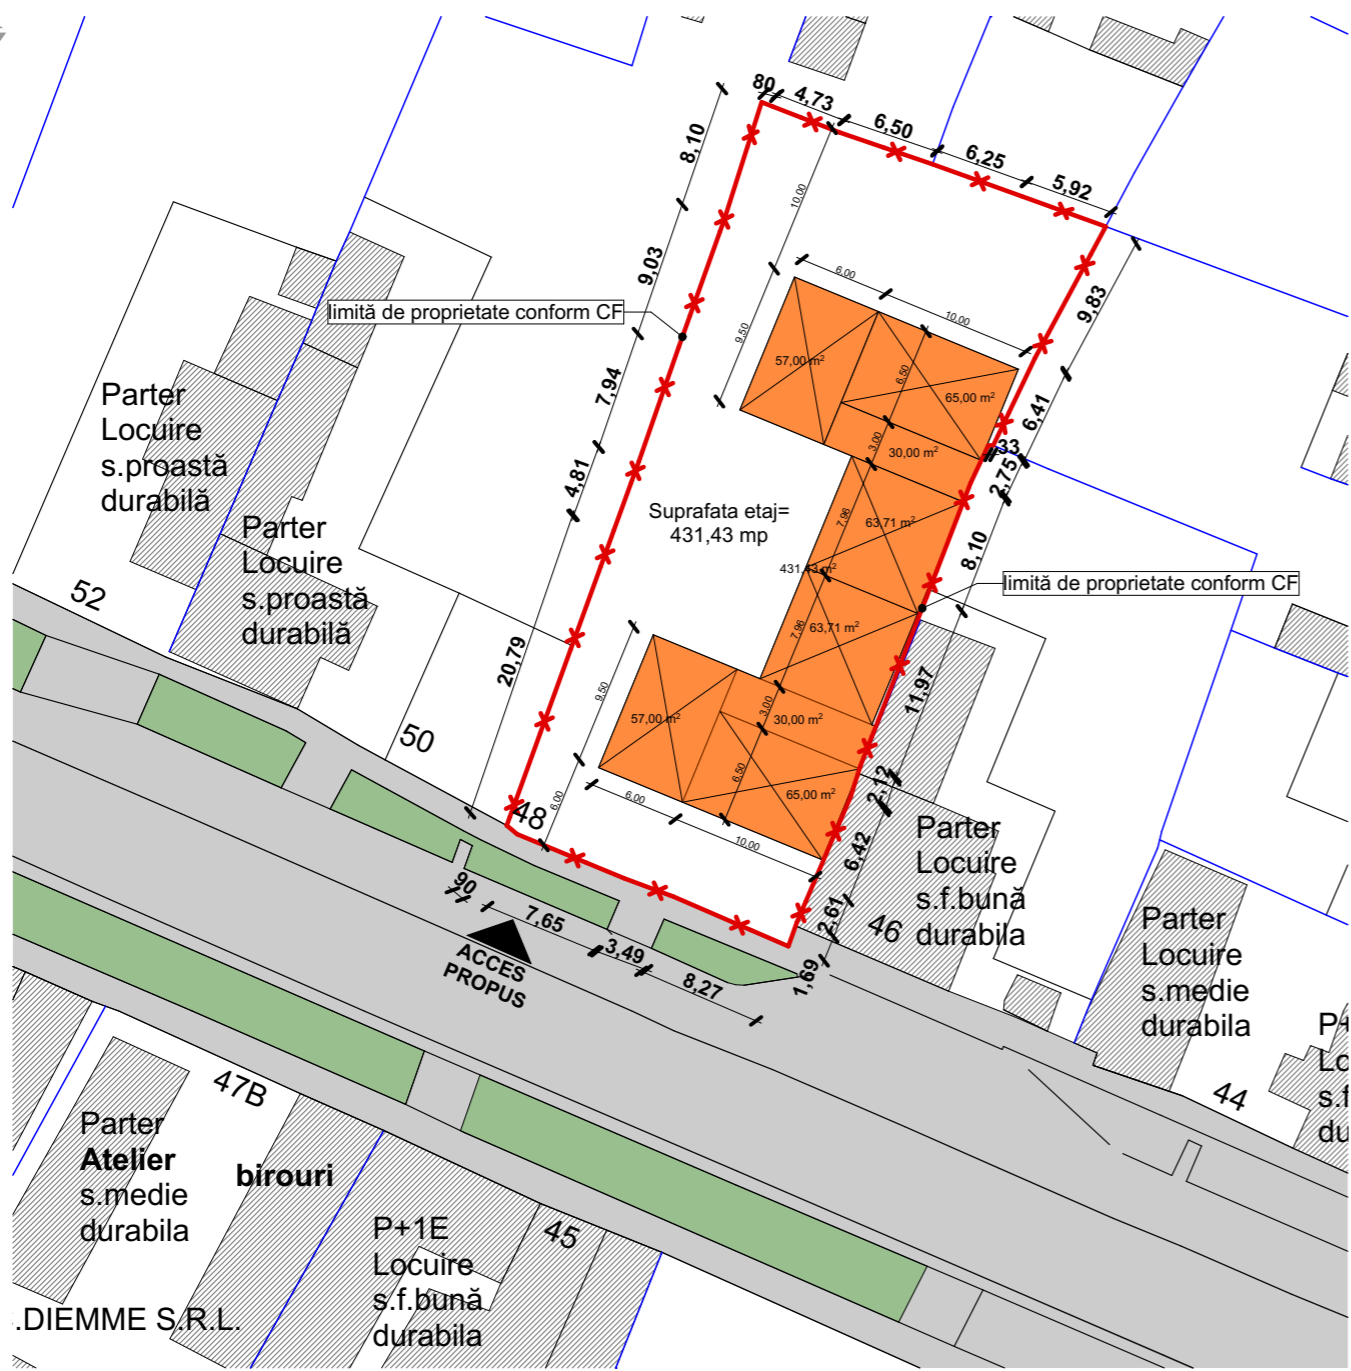 80
4,73
6,50
6,25
5,92
8,10
9,03
7,94
4,81
20,79
10,00
6,00
10,00
9,50
limită de proprietate conform CF
9,83
6,41
33
2,75
8,10
11,97
2,12
6,42
2,61
1,69
57,00 m²
6,50
65,00 m²
3,00
30,00 m²
7,96
63,71 m²
Suprafata etaj=
431,43 mp
431.43 m²
63,71 m²
7,96
limită de proprietate conform CF
9,50
57,00 m²
3,00
30,00 m²
6,50
65,00 m²
6,00
6,00
10,00
Parter
Locuire
s.proastă
durabilă
Parter
Locuire
s.proastă
durabilă
52
50
48
90
7,65
3,49
8,27
ACCES
PROPUS
46
Parter
Locuire
s.f.bună
durabila
Parter
Locuire
s.medie
durabila
44
P+
Lo
s.f
du
47B
Parter
Atelier
s.medie
durabila
birouri
P+1E
Locuire
s.f.bună
durabila
45
.DIEMME S.R.L.